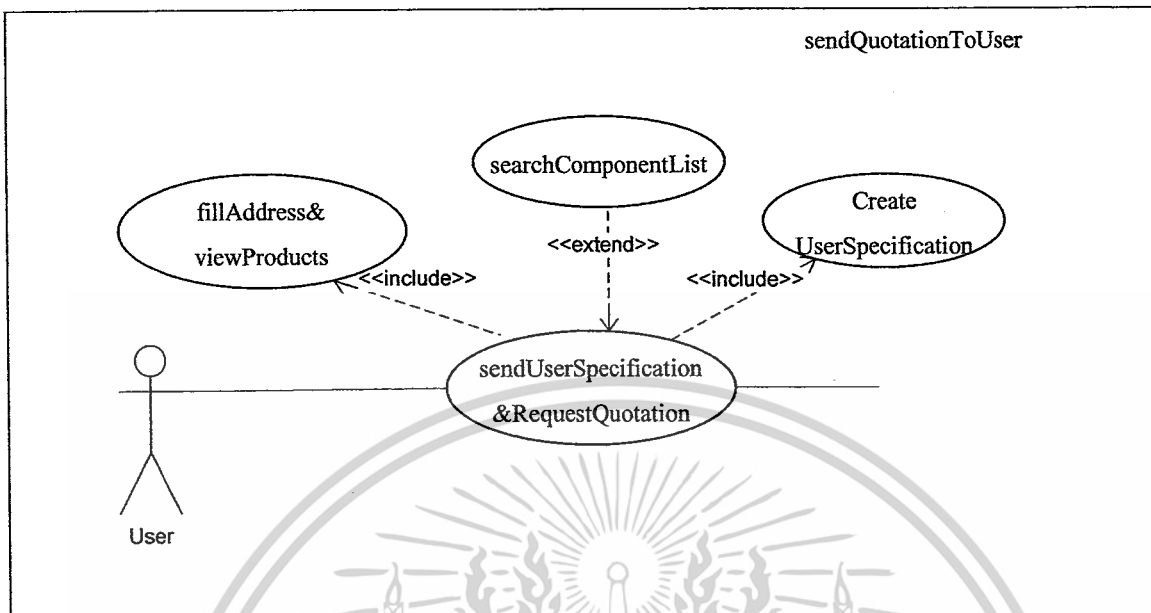 sendQuotationToUser
searchComponentList
fillAddress&
viewProducts
Create
UserSpecification
<<extend>>
<<include>>
<<include>>
sendUserSpecification
&RequestQuotation
User